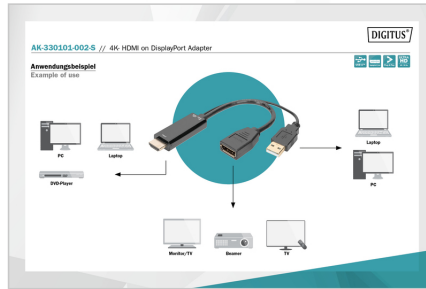 DIGITUS®
AK-330101-002-S // 4K- HDMI on DisplayPort Adapter
Anwendungsbeispiel
Example of use
HD
PC
Laptop
DVD-Player
Laptop
PC
Monitor/TV
Beamer
TV